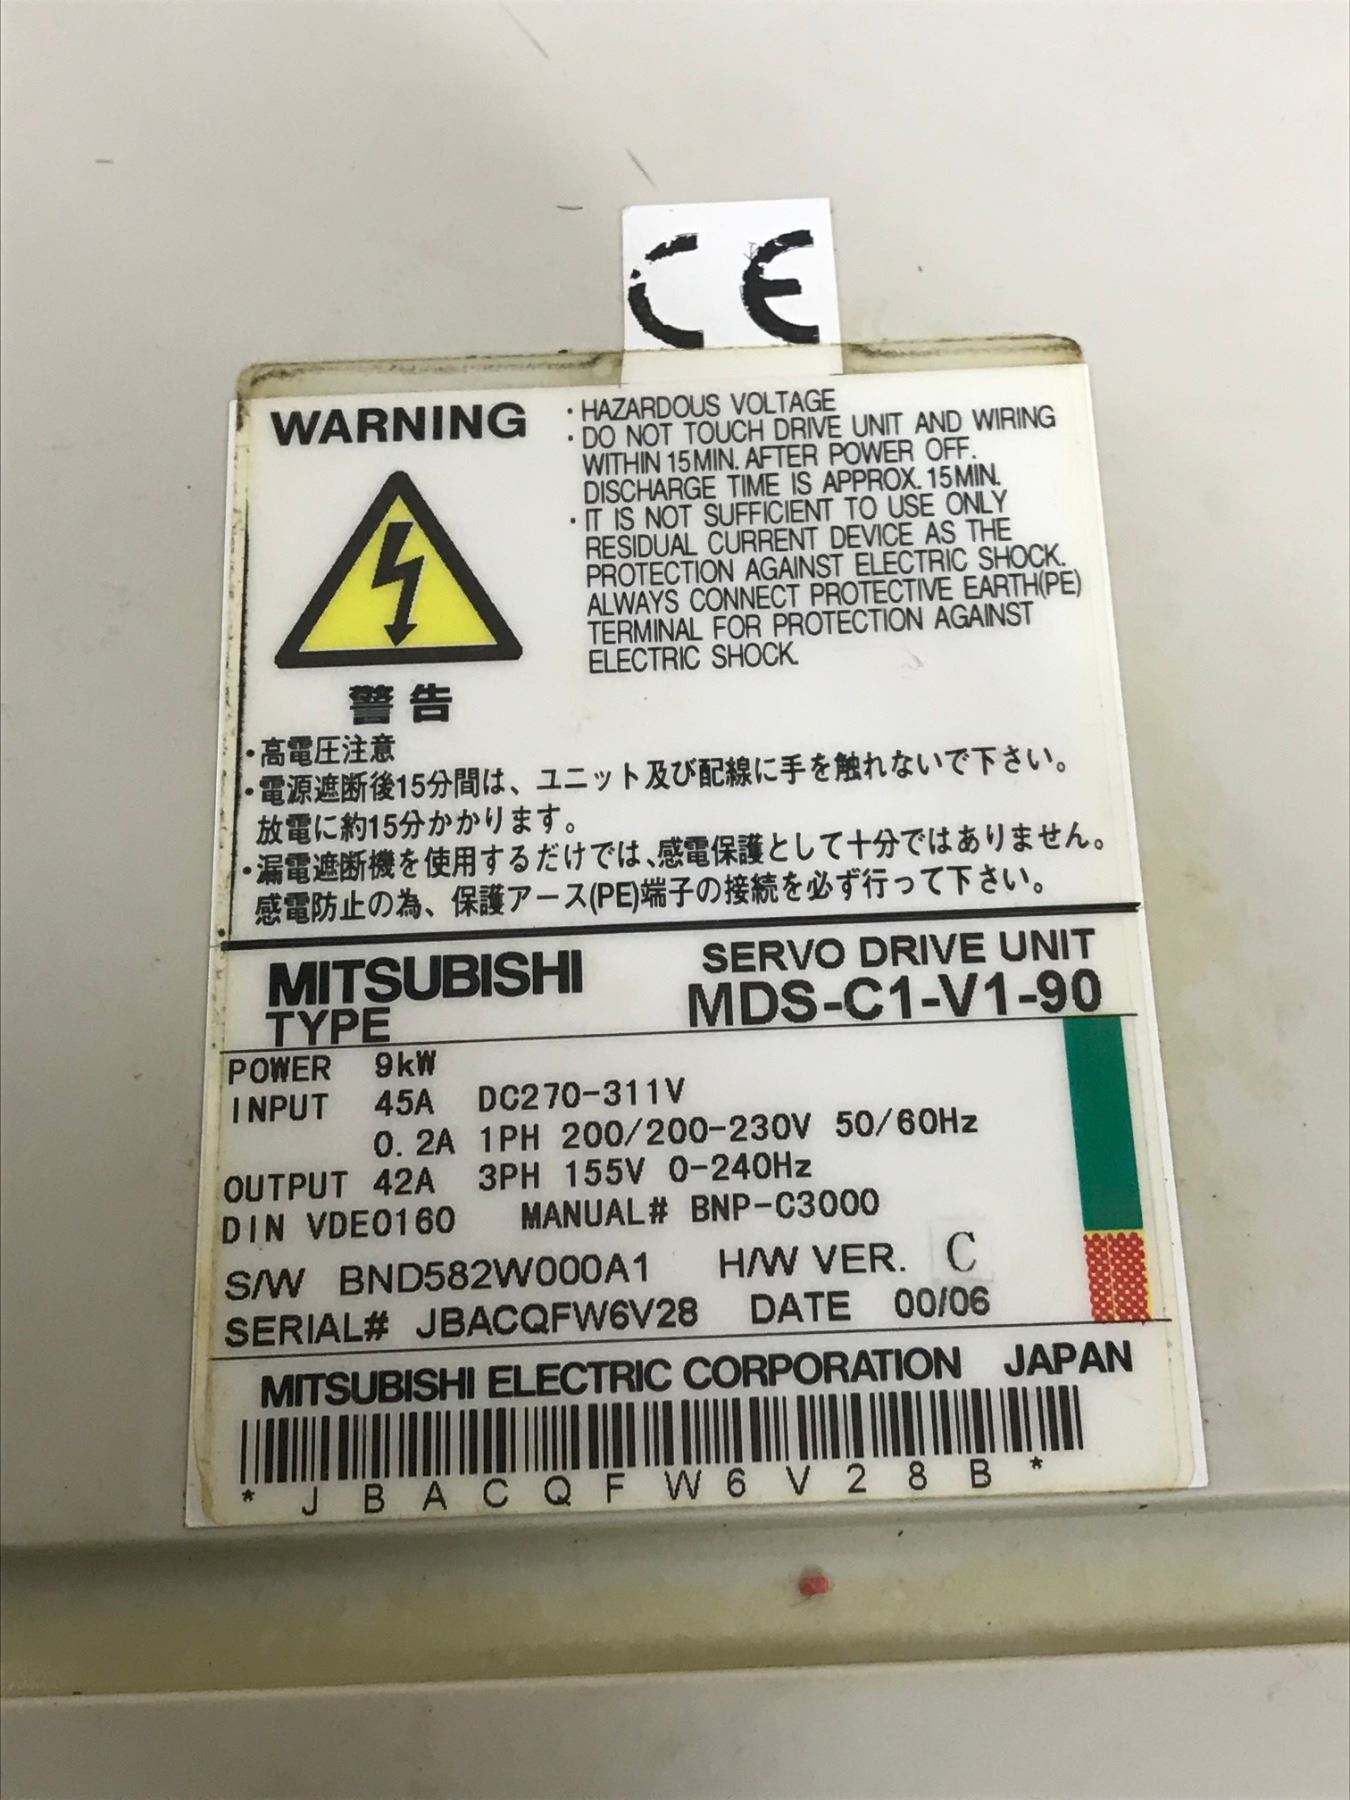 CE
WARNING
・HAZARDOUS VOLTAGE
・DO NOT TOUCH DRIVE UNIT AND WIRING
WITHIN 15MIN. AFTER POWER OFF.
DISCHARGE TIME IS APPROX. 15MIN.
・IT IS NOT SUFFICIENT TO USE ONLY
RESIDUAL CURRENT DEVICE AS THE
PROTECTION AGAINST ELECTRIC SHOCK.
ALWAYS CONNECT PROTECTIVE EARTH(PE)
TERMINAL FOR PROTECTION AGAINST
ELECTRIC SHOCK.
警告
・高電圧注意
・電源遮断後15分間は、ユニット及び配線に手を触れないで下さい。
放電に約15分かかります。
・漏電遮断機を使用するだけでは、感電保護として十分ではありません。
感電防止の為、保護アース(PE)端子の接続を必ず行って下さい。
MITSUBISHI SERVO DRIVE UNIT
TYPE MDS-C1-V1-90
POWER 9kW
INPUT 45A DC270-311V
0.2A 1PH 200/200-230V 50/60Hz
OUTPUT 42A 3PH 155V 0-240Hz
DIN VDE0160 MANUAL# BNP-C3000
S/W BND582W000A1 H/W VER. C
SERIAL# JBACQFW6V28 DATE 00/06
MITSUBISHI ELECTRIC CORPORATION JAPAN
* J B A C Q F W 6 V 2 8 B *